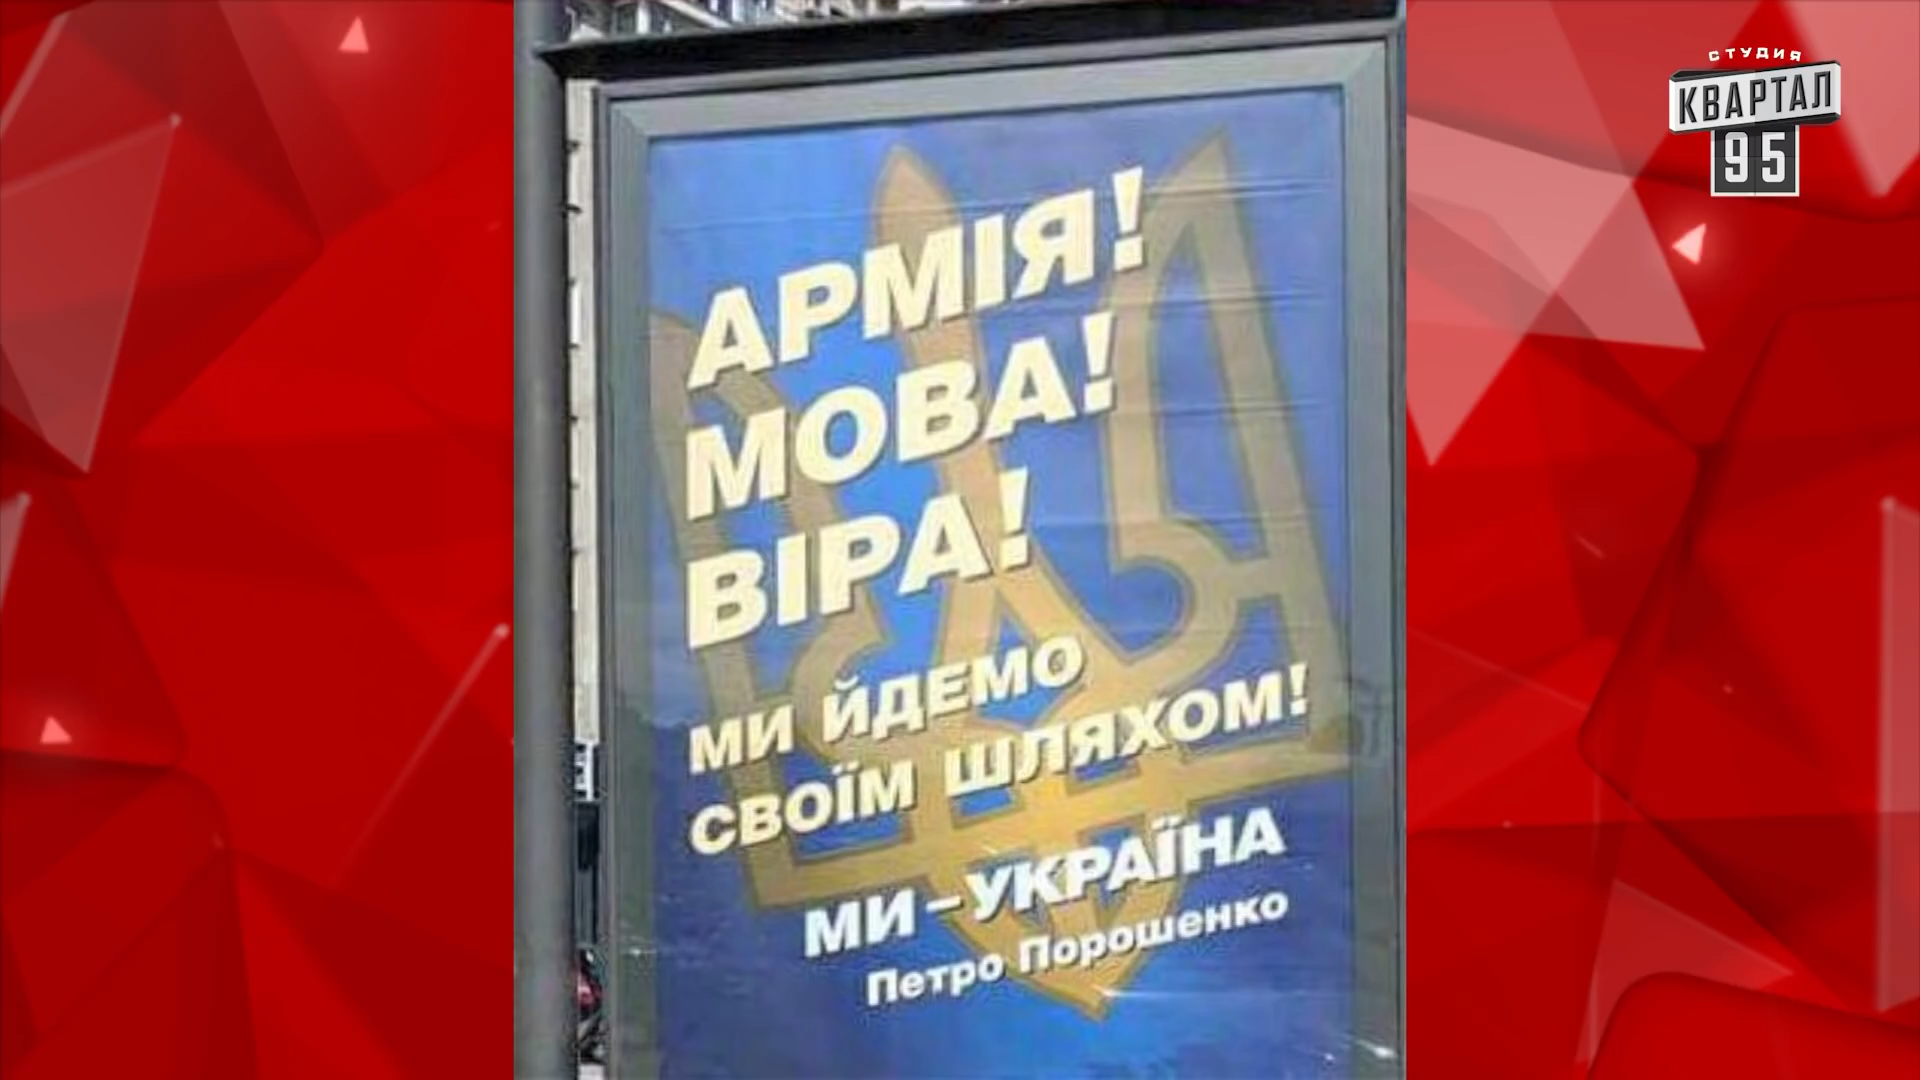 СТУДИЯ
КВАРТАЛ
95
АРМІЯ!
МОВА!
ВІРА!
МИ ЙДЕМО
СВОЇМ ШЛЯХОМ!
МИ – УКРАЇНА
Петро Порошенко